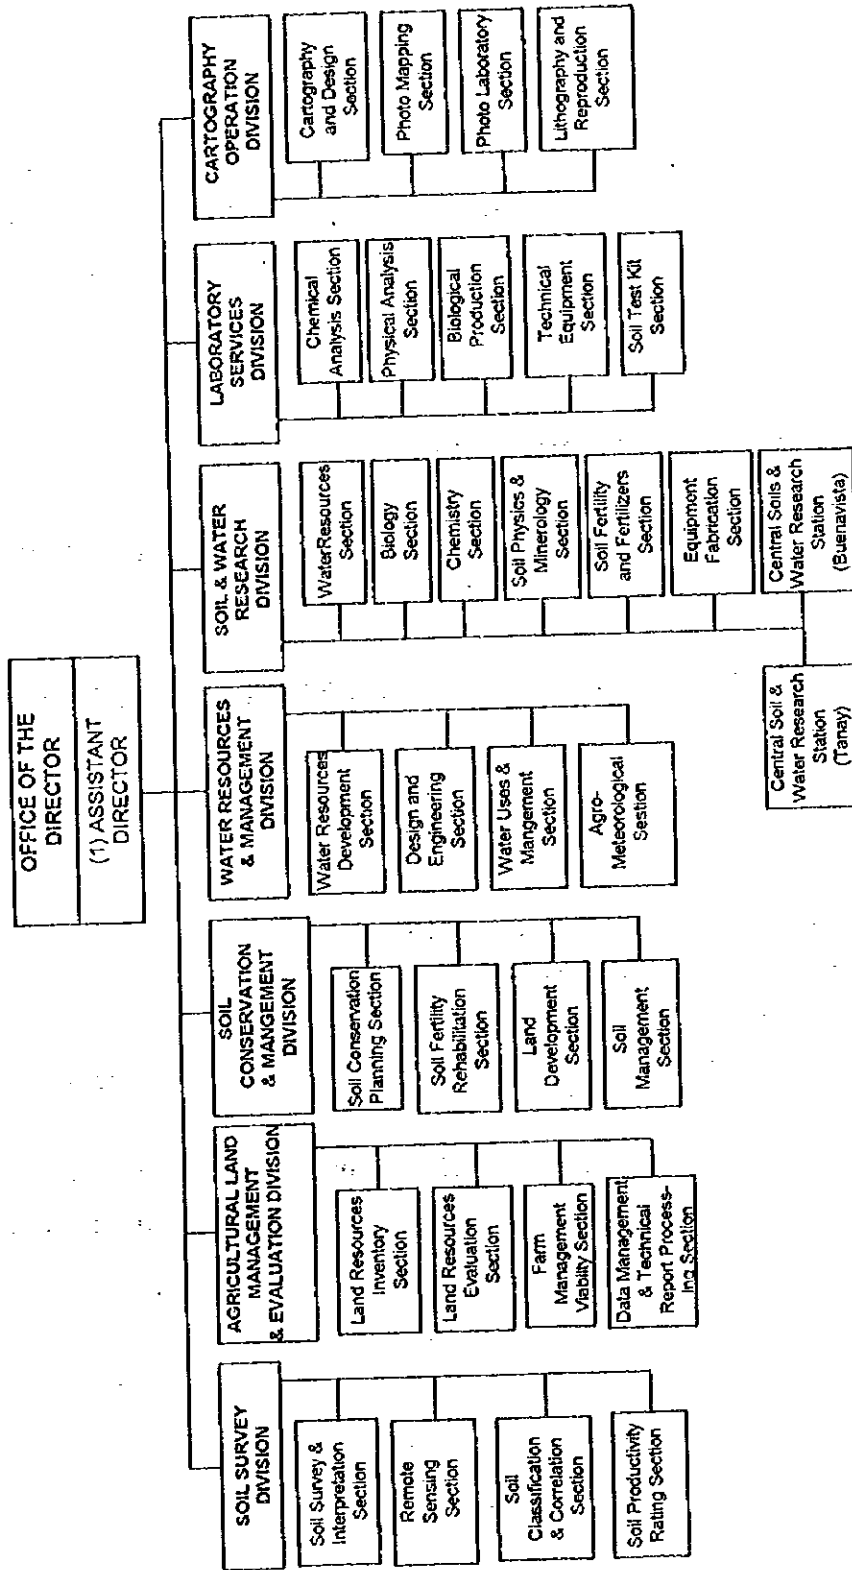 OFFICE OF THE
DIRECTOR
(1) ASSISTANT
DIRECTOR
SOIL SURVEY
DIVISION
Soil Survey &
Interpretation
Section
Remote
Sensing
Section
Soil
Classification
& Correlation
Section
Soil Productivity
Rating Section
AGRICULTURAL LAND
MANAGEMENT
& EVALUATION DIVISION
Land Resources
Inventory
Section
Land Resources
Evaluation
Section
Farm
Management
Viability Section
Data Management
& Technical
Report Process-
ing Section
SOIL
CONSERVATION
& MANGEMENT
DIVISION
Soil Conservation
Planning Section
Soil Fertility
Rehabilitation
Section
Land
Development
Section
Soil
Management
Section
WATER RESOURCES
& MANAGEMENT
DIVISION
Water Resources
Development
Section
Design and
Engineering
Section
Water Uses &
Mangement
Section
Agro-
Meteorological
Sestion
SOIL & WATER
RESEARCH
DIVISION
WaterResources
Section
Biology
Section
Chemistry
Section
Soil Physics &
Minerology
Section
Soil Fertility
and Fertilizers
Section
Equipment
Fabrication
Section
Central Soils &
Water Research
Station
(Buenavista)
Central Soil &
Water Research
Station
(Tanay)
LABORATORY
SERVICES
DIVISION
Chemical
Analysis Section
Physical Analysis
Section
Biological
Production
Section
Technical
Equipment
Section
Soil Test Kit
Section
CARTOGRAPHY
OPERATION
DIVISION
Cartography
and Design
Section
Photo Mapping
Section
Photo Laboratory
Section
Lithography and
Reproduction
Section